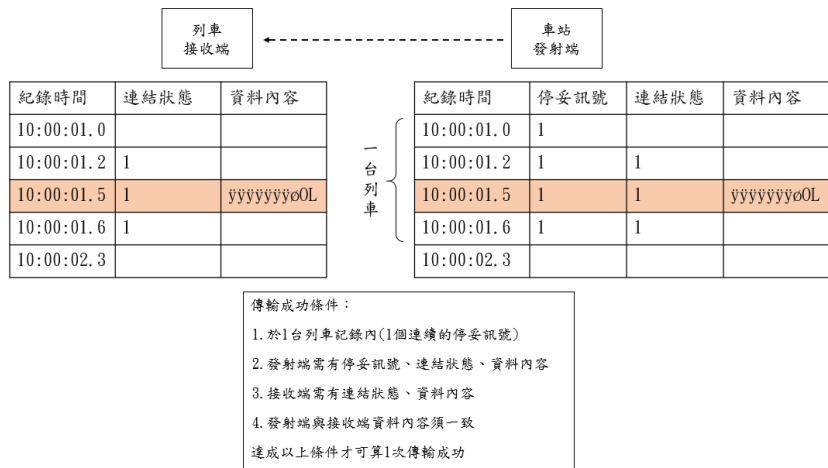 列車
接收端
車站
發射端
紀錄時間 連結狀態 資料內容
10:00:01.0
10:00:01.2 1
10:00:01.5 1 ÿÿÿÿÿÿÿøOL
10:00:01.6 1
10:00:02.3
一台列車
紀錄時間 停妥訊號 連結狀態 資料內容
10:00:01.0 1
10:00:01.2 1 1
10:00:01.5 1 1 ÿÿÿÿÿÿÿøOL
10:00:01.6 1 1
10:00:02.3
傳輸成功條件：
1.於1台列車記錄內(1個連續的停妥訊號)
2.發射端需有停妥訊號、連結狀態、資料內容
3.接收端需有連結狀態、資料內容
4.發射端與接收端資料內容須一致
達成以上條件才可算1次傳輸成功